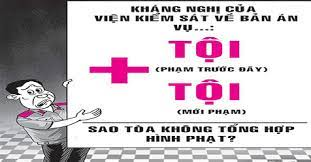 KHÁNG NGHỊ CỦA
VIỆN KIỂM SÁT VỀ BẢN ÁN
VỤ...:
TỘI
(PHẠM TRƯỚC ĐÂY)
+
TỘI
(MỚI PHẠM)
SAO TÒA KHÔNG TỔNG HỢP
HÌNH PHẠT?